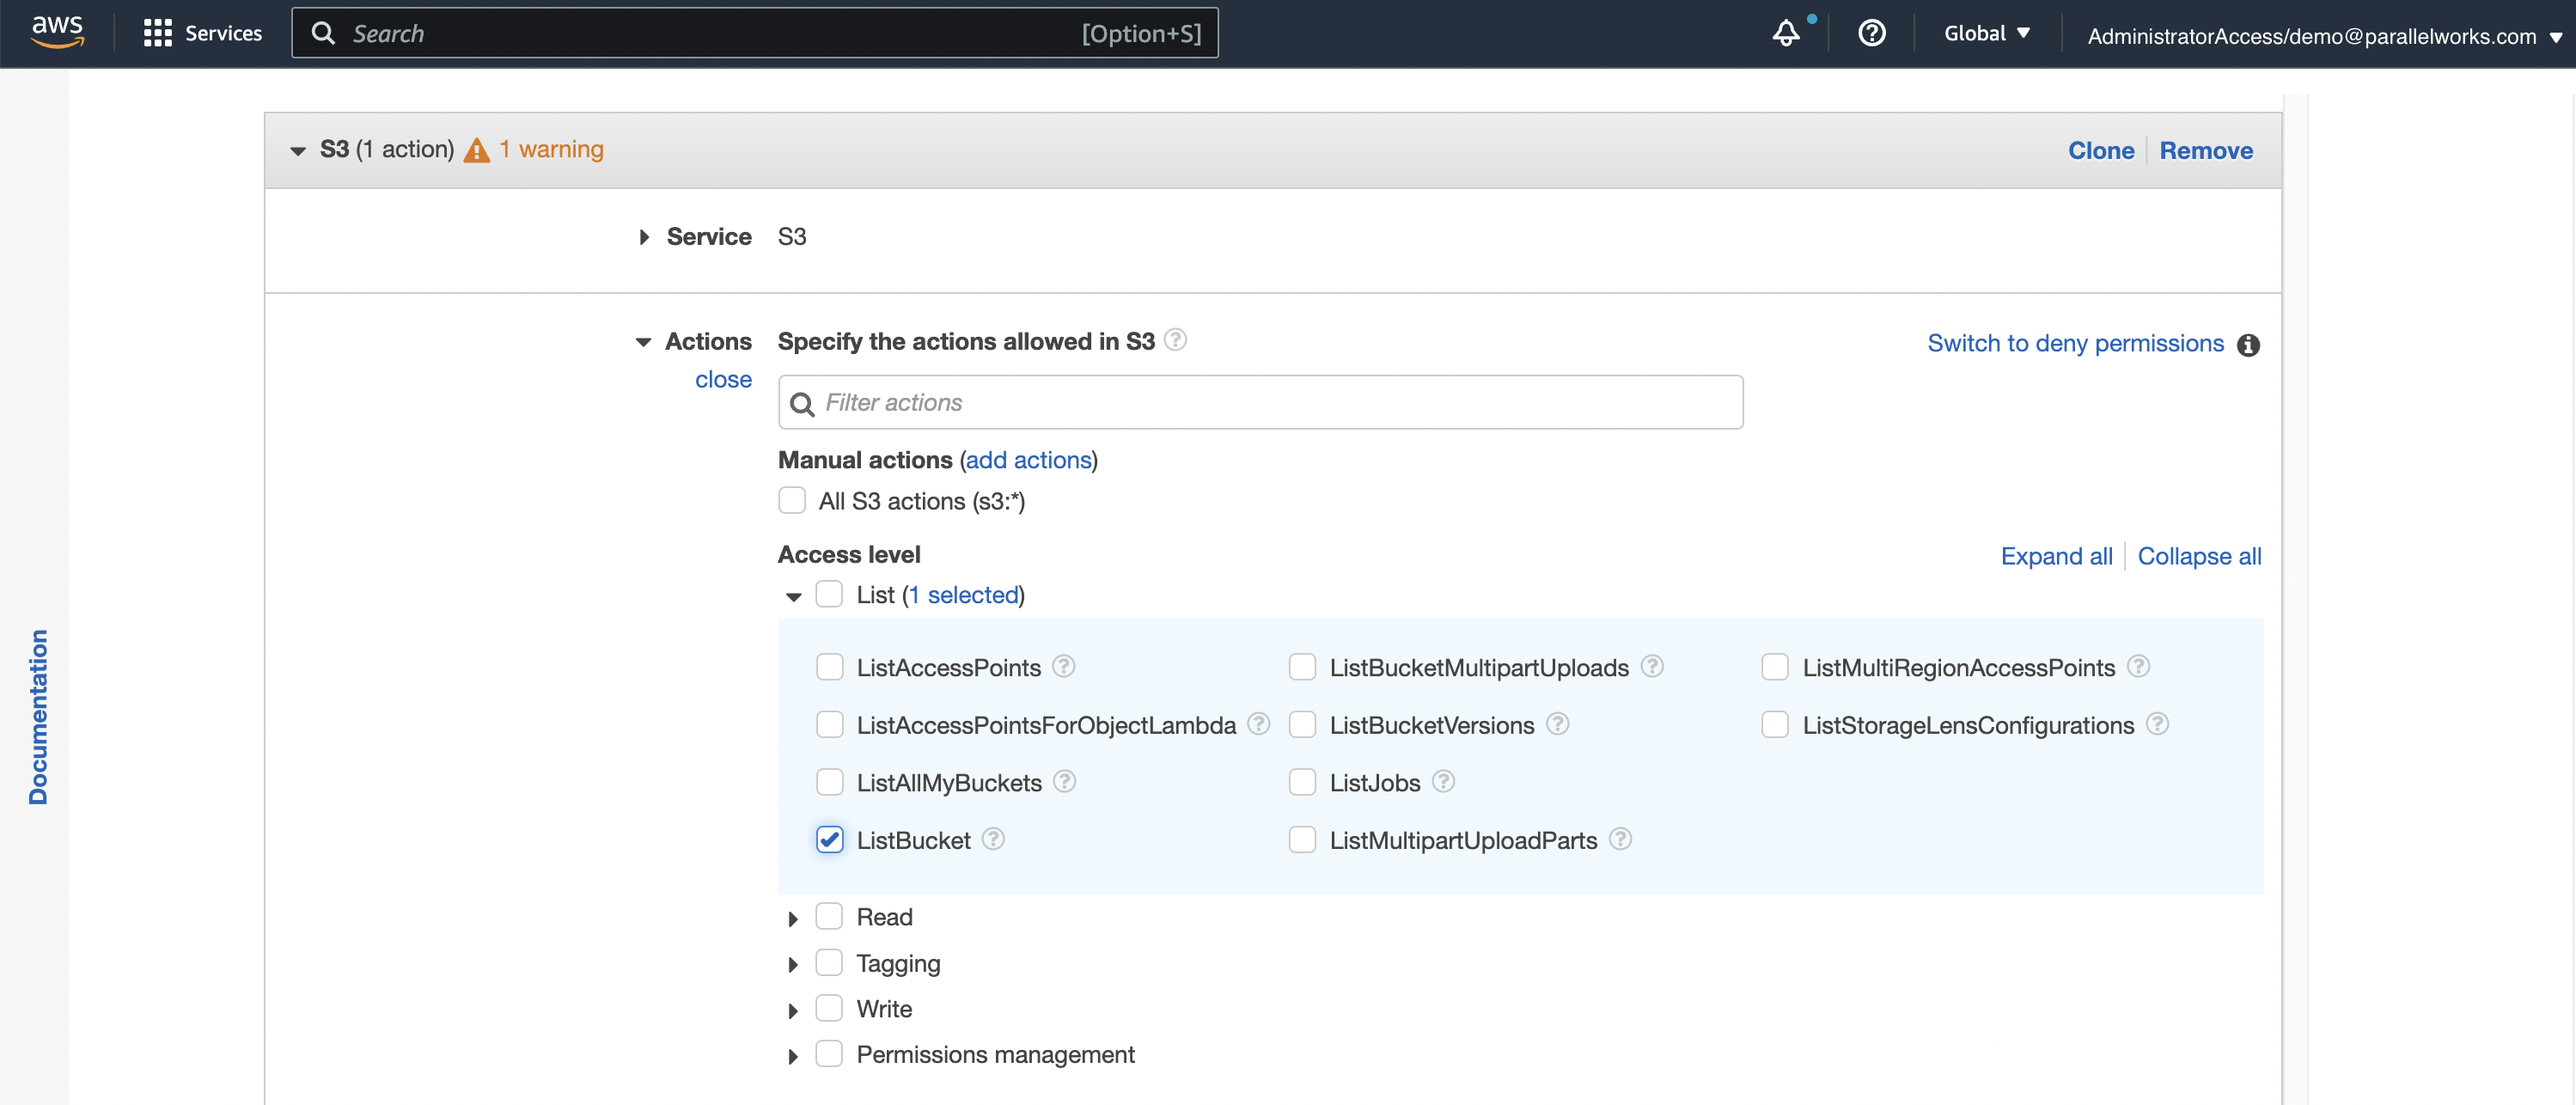 aws Services Search [Option+S] Global AdministratorAccess/demo@parallelworks.com
S3 (1 action) 1 warning Clone Remove
Service S3
Actions Specify the actions allowed in S3 Switch to deny permissions
close
Filter actions
Manual actions (add actions)
All S3 actions (s3:*)
Access level Expand all Collapse all
List (1 selected)
ListAccessPoints ListBucketMultipartUploads ListMultiRegionAccessPoints
ListAccessPointsForObjectLambda ListBucketVersions ListStorageLensConfigurations
ListAllMyBuckets ListJobs
ListBucket ListMultipartUploadParts
Read
Tagging
Write
Permissions management
Documentation